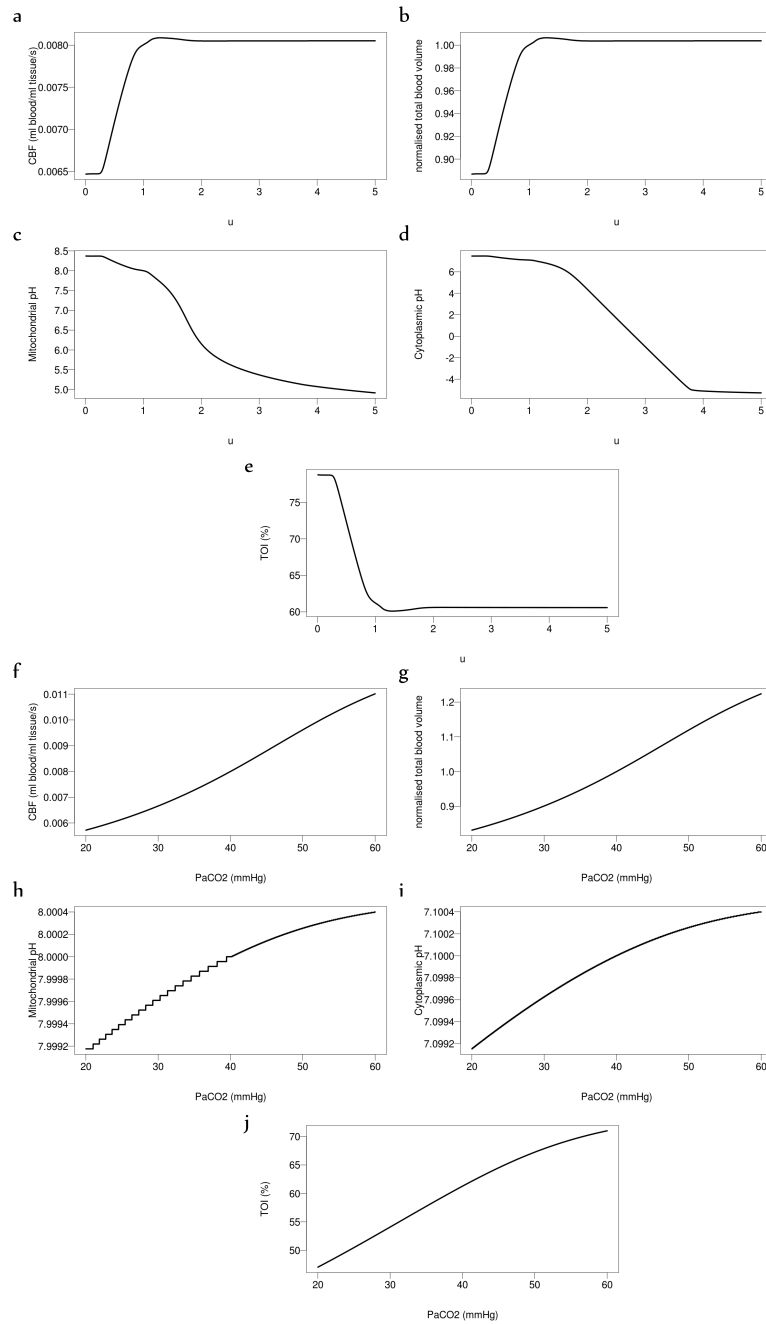 a
CBF (ml blood/ml tissue/s)
0.0080
0.0075
0.0070
0.0065
0 1 2 3 4 5
u
b
normalised total blood volume
1.00
0.98
0.96
0.94
0.92
0.90
0 1 2 3 4 5
u
c
Mitochondrial pH
8.5
8.0
7.5
7.0
6.5
6.0
5.5
5.0
0 1 2 3 4 5
u
d
Cytoplasmic pH
6
4
2
0
-2
-4
0 1 2 3 4 5
u
e
TOI (%)
75
70
65
60
0 1 2 3 4 5
u
f
CBF (ml blood/ml tissue/s)
0.011
0.010
0.009
0.008
0.007
0.006
20 30 40 50 60
PaCO2 (mmHg)
g
normalised total blood volume
1.2
1.1
1.0
0.9
20 30 40 50 60
PaCO2 (mmHg)
h
Mitochondrial pH
8.0004
8.0002
8.0000
7.9998
7.9996
7.9994
7.9992
20 30 40 50 60
PaCO2 (mmHg)
i
Cytoplasmic pH
7.1004
7.1002
7.1000
7.0998
7.0996
7.0994
7.0992
20 30 40 50 60
PaCO2 (mmHg)
j
TOI (%)
70
65
60
55
50
20 30 40 50 60
PaCO2 (mmHg)